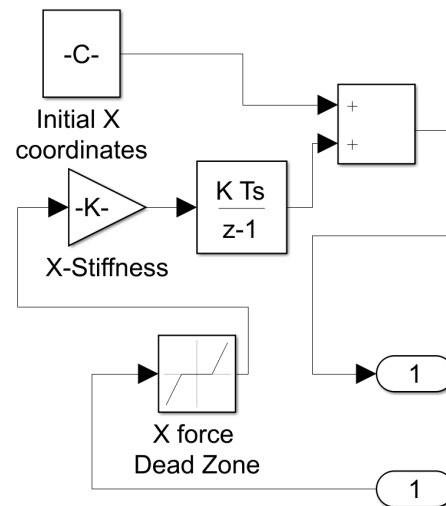 -C-
Initial X
coordinates
+
+
-K-
X-Stiffness
K Ts
z-1
X force
Dead Zone
1
1